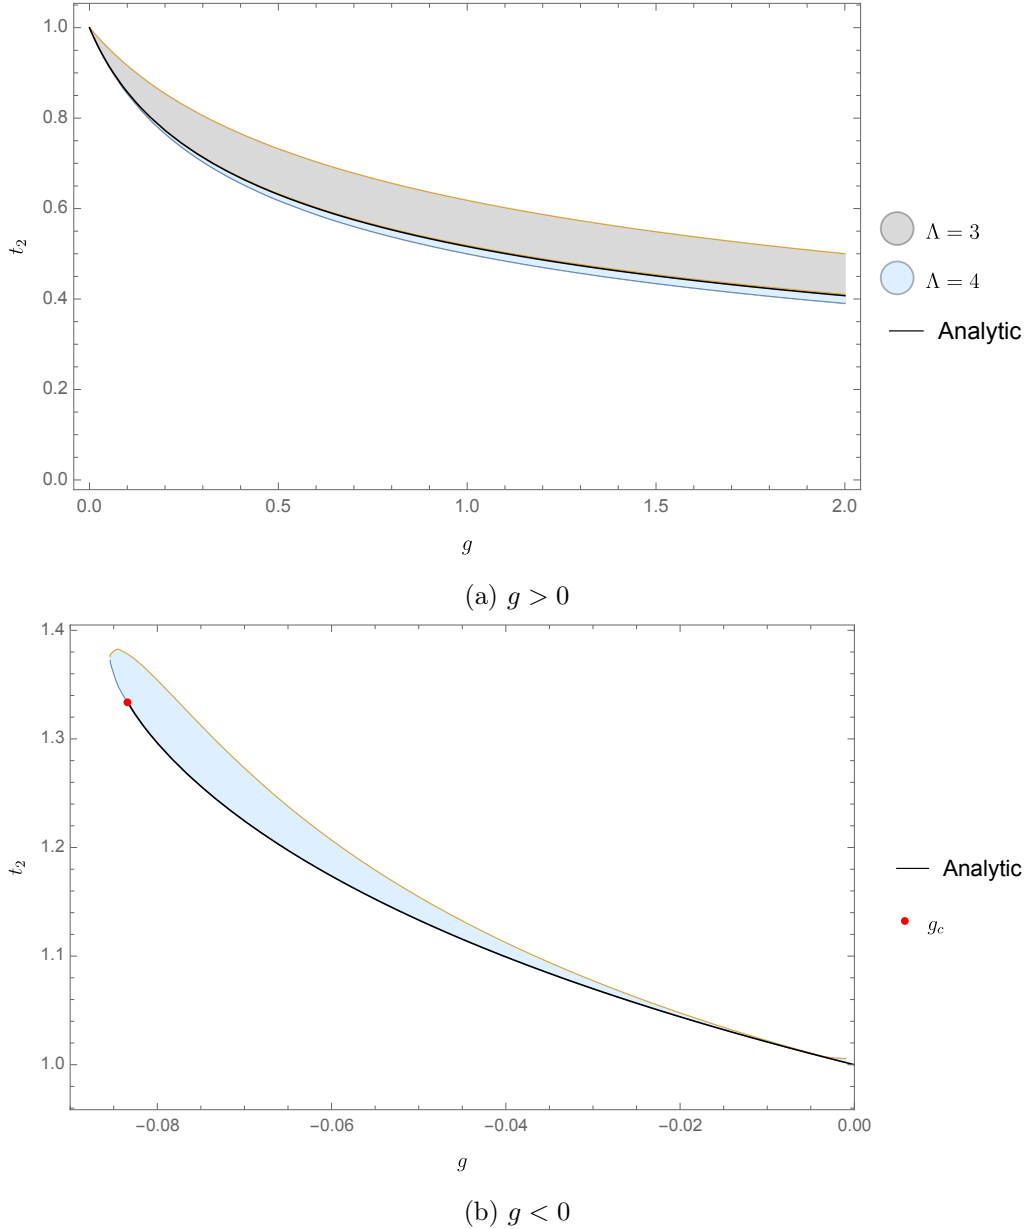 1.0
0.8
0.6
0.4
0.2
0.0
t₂
0.0 0.5 1.0 1.5 2.0
g
Λ = 3
Λ = 4
Analytic
(a) g > 0
1.4
1.3
1.2
1.1
1.0
t₂
−0.08 −0.06 −0.04 −0.02 0.00
g
Analytic
g_c
(b) g < 0